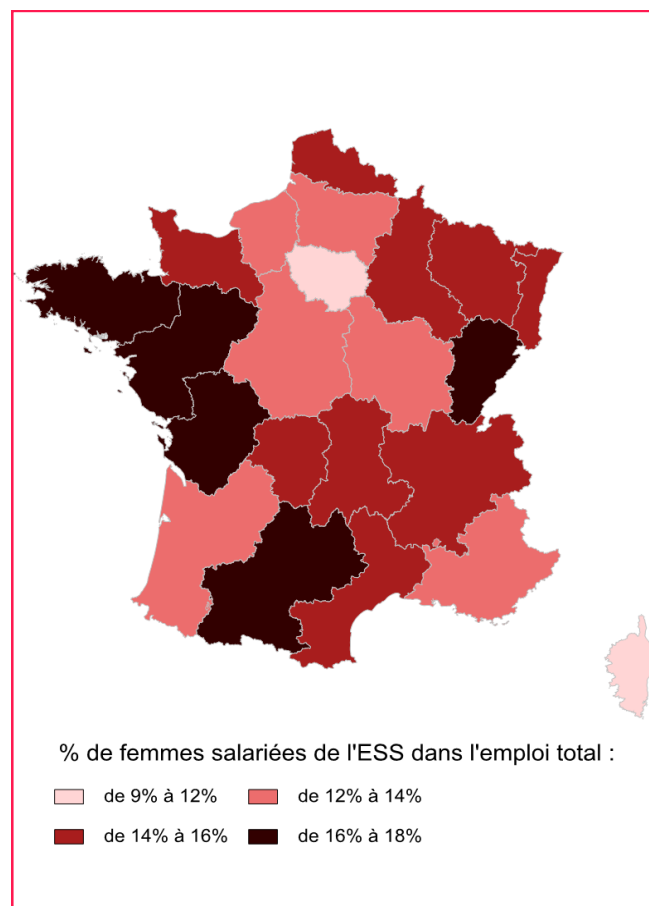 % de femmes salariées de l'ESS dans l'emploi total :
de 9% à 12% de 12% à 14%
de 14% à 16% de 16% à 18%